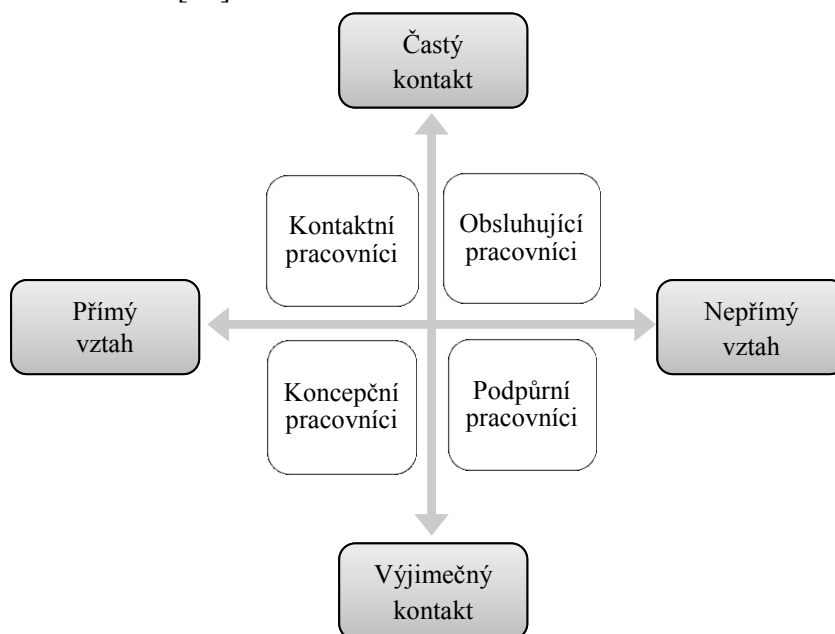 Častý
kontakt
Kontaktní
pracovníci
Obsluhující
pracovníci
Přímý
vztah
Nepřímý
vztah
Koncepční
pracovníci
Podpůrní
pracovníci
Výjimečný
kontakt